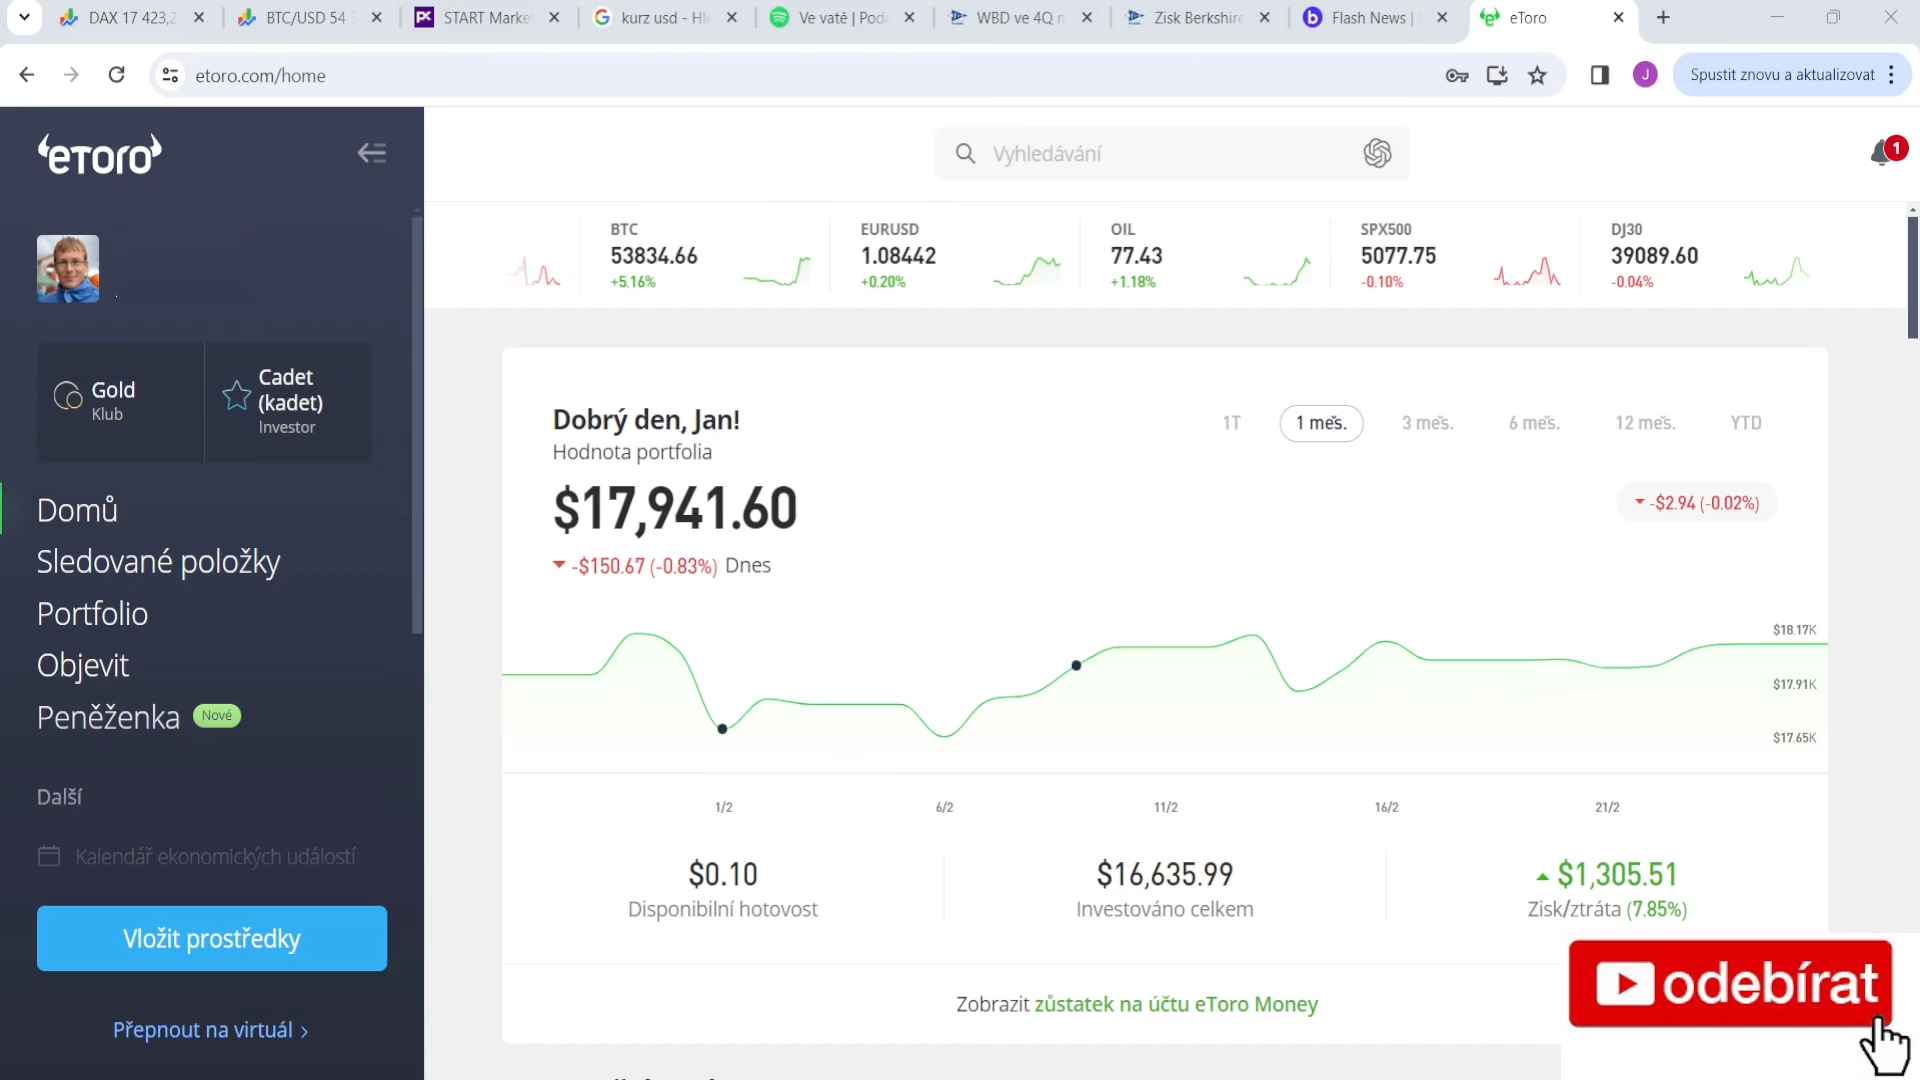 DAX 17 423,2
BTC/USD 54 3
START Market
kurz usd - Hle
Ve vatě | Pod
WBD ve 4Q n
Zisk Berkshire
Flash News |
eToro
etoro.com/home
J
Spustit znovu a aktualizovat
eToro
Vyhledávání
1
BTC
53834.66
+5.16%
EURUSD
1.08442
+0.20%
OIL
77.43
+1.18%
SPX500
5077.75
-0.10%
DJ30
39089.60
-0.04%
Gold
Klub
Cadet
(kadet)
Investor
Domů
Sledované položky
Portfolio
Objevit
Peněženka Nové
Další
Kalendář ekonomických událostí
Vložit prostředky
Přepnout na virtuál >
Dobrý den, Jan!
Hodnota portfolia
$17,941.60
-$150.67 (-0.83%) Dnes
1T
1 měs.
3 měs.
6 měs.
12 měs.
YTD
-$2.94 (-0.02%)
$18.17K
$17.91K
$17.65K
1/2
6/2
11/2
16/2
21/2
$0.10
Disponibilní hotovost
$16,635.99
Investováno celkem
$1,305.51
Zisk/ztráta (7.85%)
Zobrazit zůstatek na účtu eToro Money
odebírat